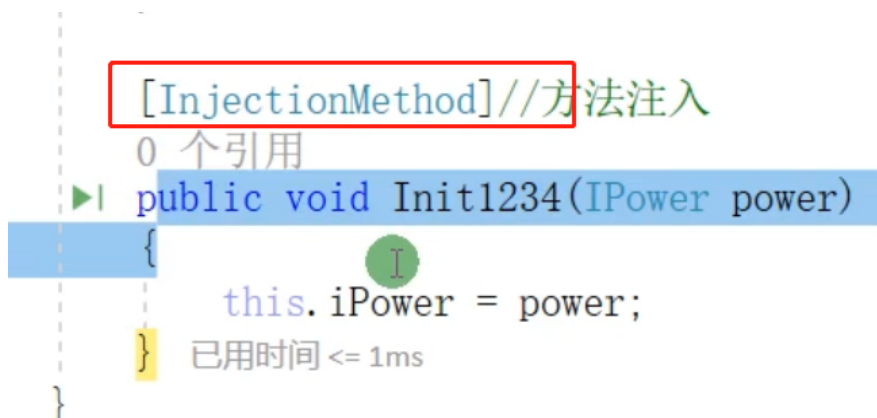 [InjectionMethod]//方法注入
0 个引用
public void Init1234(IPower power)
{
this.iPower = power;
} 已用时间 <= 1ms
}